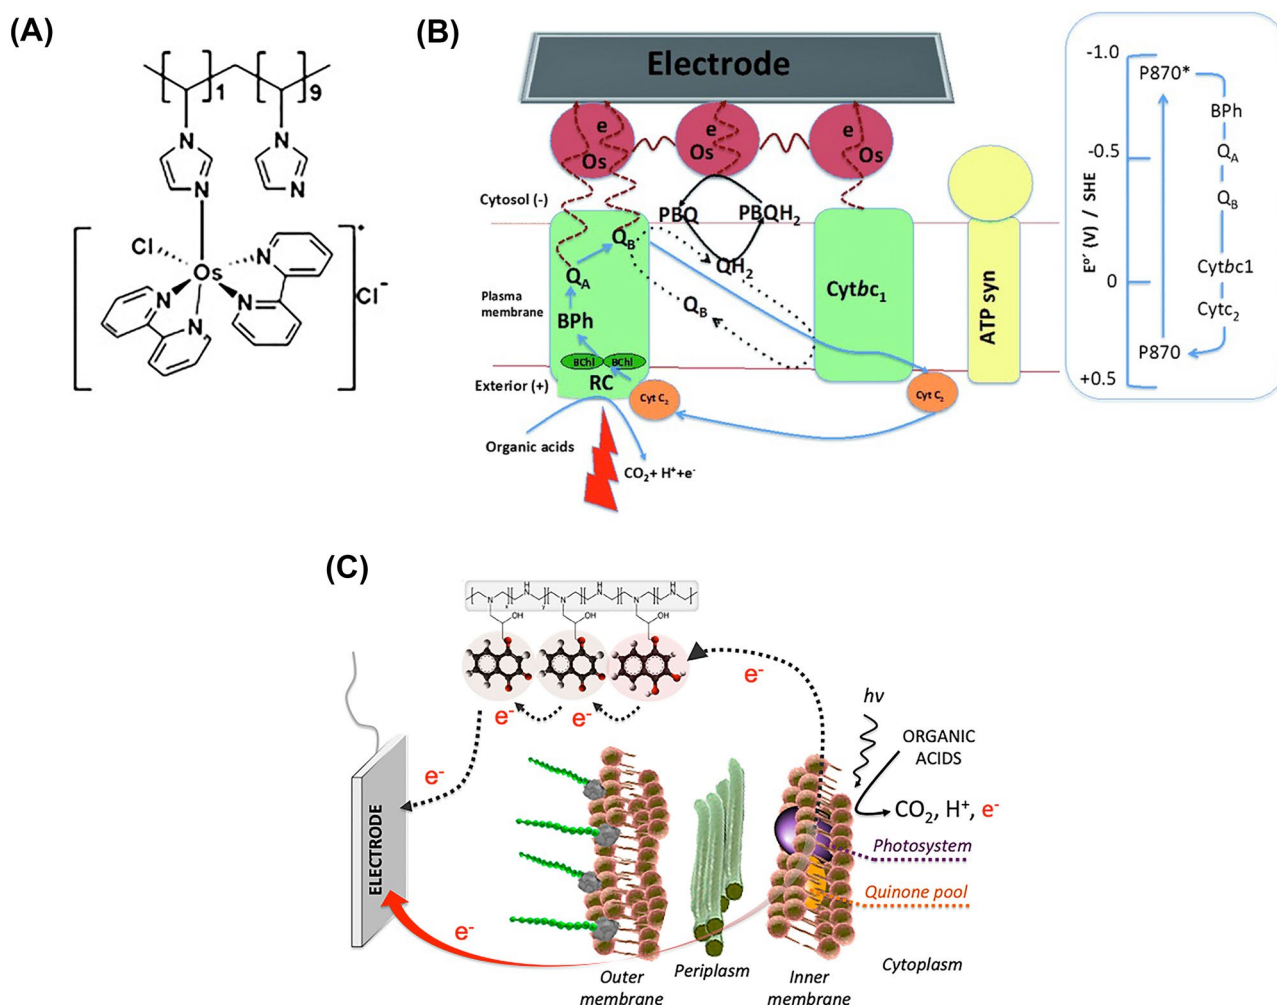 (A)
[ ]1 [ ]9
N
N
N
N
Cl
Os
N
N
N
N
Cl-
(B)
Electrode
e
Os
e
Os
e
Os
Cytosol (-)
PBQ
PBQH2
QB
QH2
QA
Plasma
membrane
BPh
QB
Cytbc1
ATP syn
BChl
BChl
Exterior (+)
RC
Cyt C2
Cyt C2
Organic acids
CO2+ H++e-
E°' (V) / SHE
-1.0
-0.5
0
+0.5
P870*
BPh
QA
QB
Cytbc1
Cytc2
P870
(C)
H
N
H
N
H
N
N
N
N
x
y
OH
OH
OH
e-
e-
e-
e-
hν
ORGANIC
ACIDS
CO2, H+, e-
Photosystem
Quinone pool
ELECTRODE
e-
Outer
membrane
Periplasm
Inner
membrane
Cytoplasm